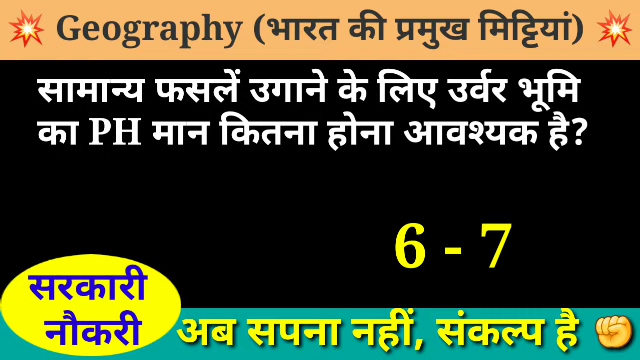 💥 Geography (भारत की प्रमुख मिट्टियां) 💥
सामान्य फसलें उगाने के लिए उर्वर भूमि
का PH मान कितना होना आवश्यक है?
6 - 7
सरकारी
नौकरी
अब सपना नहीं, संकल्प है ✊